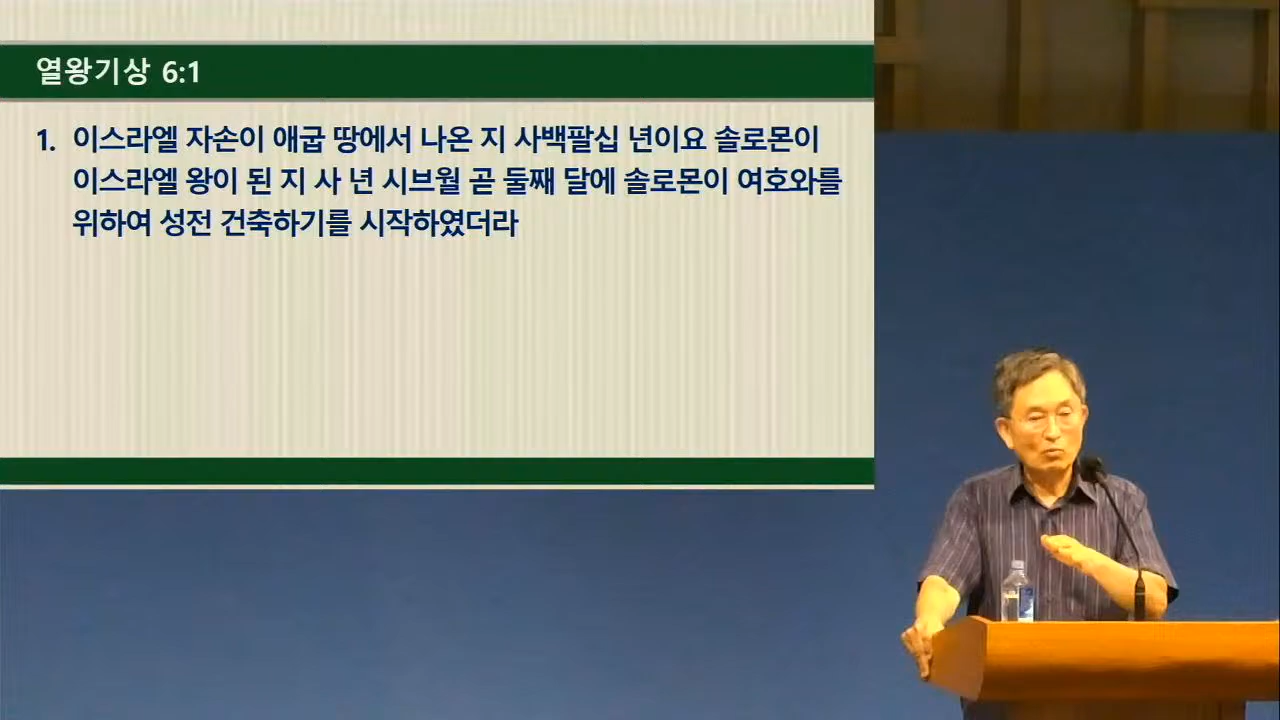 열왕기상 6:1
1. 이스라엘 자손이 애굽 땅에서 나온 지 사백팔십 년이요 솔로몬이
이스라엘 왕이 된 지 사 년 시브월 곧 둘째 달에 솔로몬이 여호와를
위하여 성전 건축하기를 시작하였더라